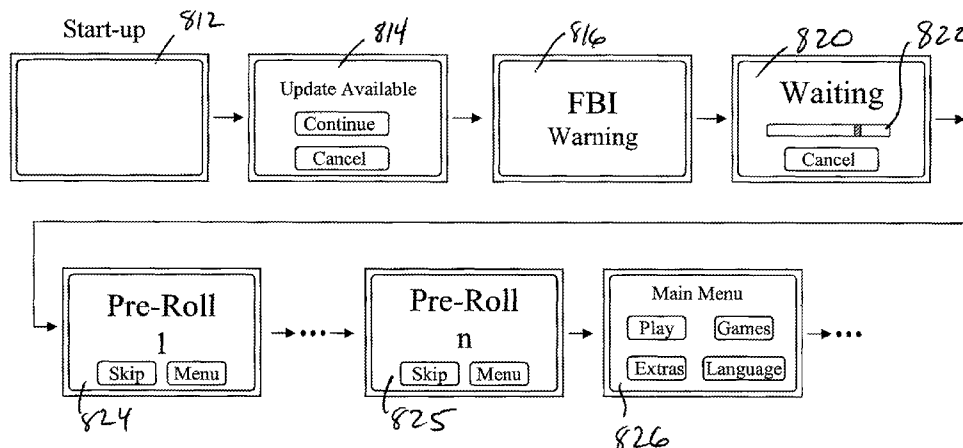 Start-up
812
814
816
820
822
Update Available
Continue
Cancel
FBI
Warning
Waiting
Cancel
Pre-Roll
1
Skip
Menu
824
•••
Pre-Roll
n
Skip
Menu
825
Main Menu
Play
Games
Extras
Language
826
•••